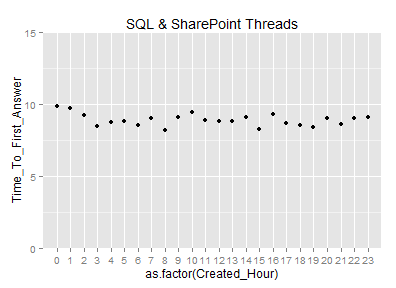 SQL & SharePoint Threads
15
10
5
0
Time_To_First_Answer
0 1 2 3 4 5 6 7 8 9 10 11 12 13 14 15 16 17 18 19 20 21 22 23
as.factor(Created_Hour)